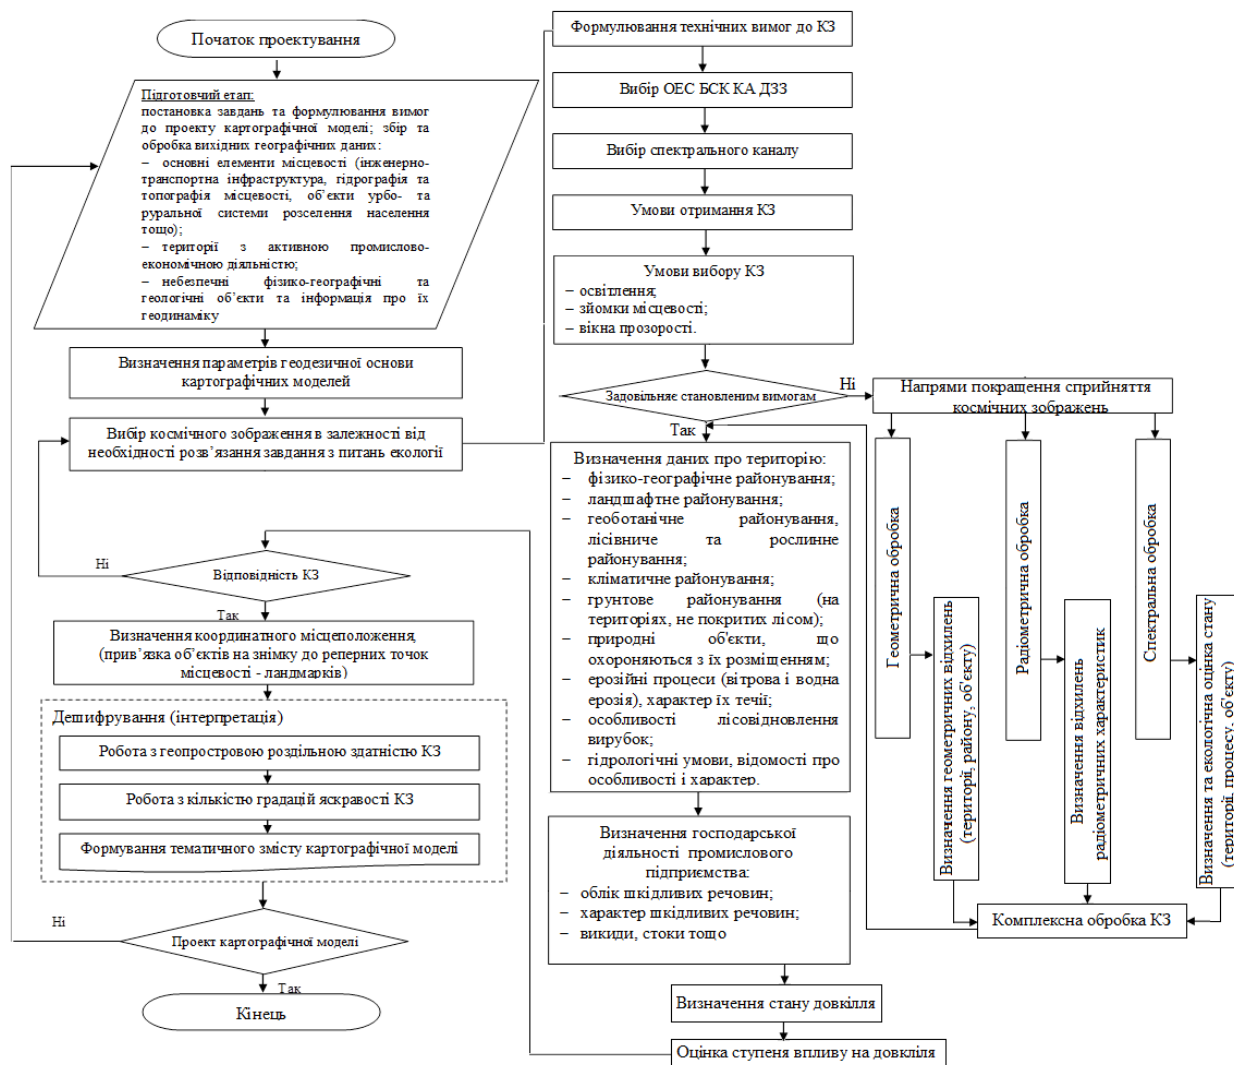 Початок проектування
Підготовчий етап:
постановка завдань та формулювання вимог
до проекту картографічної моделі; збір та
обробка вихідних географічних даних:
– основні елементи місцевості (інженерно-
транспортна інфраструктура, гідрографія та
топографія місцевості, об’єкти урбо- та
руральної системи розселення населення
тощо);
– території з активною промислово-
економічною діяльністю;
– небезпечні фізико-географічні та
геологічні об’єкти та інформація про їх
геодинаміку
Визначення параметрів геодезичної основи
картографічних моделей
Вибір космічного зображення в залежності від
необхідності розв’язання завдання з питань екології
Ні
Відповідність КЗ
Так
Визначення координатного місцеположення,
(прив’язка об’єктів на знімку до реперних точок
місцевості - ландмарків)
Дешифрування (інтерпретація)
Робота з геопростровою роздільною здатністю КЗ
Робота з кількістю градацій яскравості КЗ
Формування тематичного змісту картографічної моделі
Ні
Проект картографічної моделі
Так
Кінець
Формулювання технічних вимог до КЗ
Вибір ОЕС БСК КА ДЗЗ
Вибір спектрального каналу
Умови отримання КЗ
Умови вибору КЗ
– освітлення;
– зйомки місцевості;
– вікна прозорості.
Задовільняє становленим вимогам
Ні
Так
Визначення даних про територію:
– фізико-географічне районування;
– ландшафтне районування;
– геоботанічне районування,
лісівниче та рослинне
районування;
– кліматичне районування;
– грунтове районування (на
територіях, не покритих лісом);
– природні об'єкти, що
охороняються з їх розміщенням;
– ерозійні процеси (вітрова і водна
ерозія), характер їх течії;
– особливості лісовідновлення
вирубок;
– гідрологічні умови, відомості про
особливості і характер.
Визначення господарської
діяльності промислового
підприємства:
– облік шкідливих речовин;
– характер шкідливих речовин;
– викиди, стоки тощо
Визначення стану довкілля
Оцінка ступеня впливу на довкліля
Напрями покращення сприйняття
космічних зображень
Геометрична обробка
Визначення геометричних відхилень
(території, району, об’єкту)
Радіометрична обробка
Визначення відхилень
радіометричних характеристик
Спектральна обробка
Визначення та екологічна оцінка стану
(території, процесу, об’єкту)
Комплексна обробка КЗ